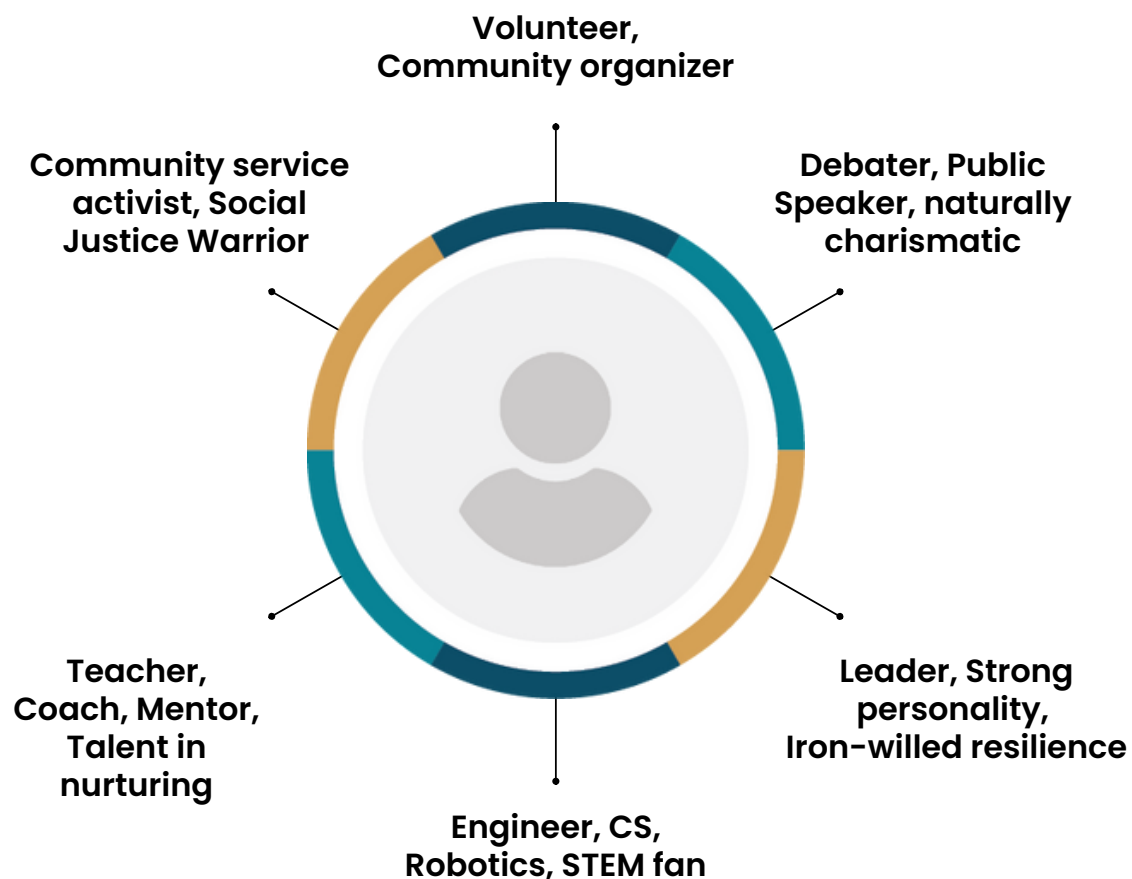 Volunteer,
Community organizer
Community service
activist, Social
Justice Warrior
Debater, Public
Speaker, naturally
charismatic
Teacher,
Coach, Mentor,
Talent in
nurturing
Leader, Strong
personality,
Iron-willed resilience
Engineer, CS,
Robotics, STEM fan